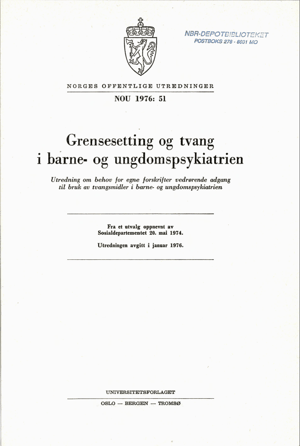 NBR-DEPOTBIBLIOTEKET
POSTBOKS 278 - 8601 MO
NORGES OFFENTLIGE UTREDNINGER
NOU 1976: 51
Grensesetting og tvang
i barne- og ungdomspsykiatrien
Utredning om behov for egne forskrifter vedrørende adgang
til bruk av tvangsmidler i barne- og ungdomspsykiatrien
Fra et utvalg oppnevnt av
Sosialdepartementet 20. mai 1974.
Utredningen avgitt i januar 1976.
UNIVERSITETSFORLAGET
OSLO — BERGEN — TROMSØ